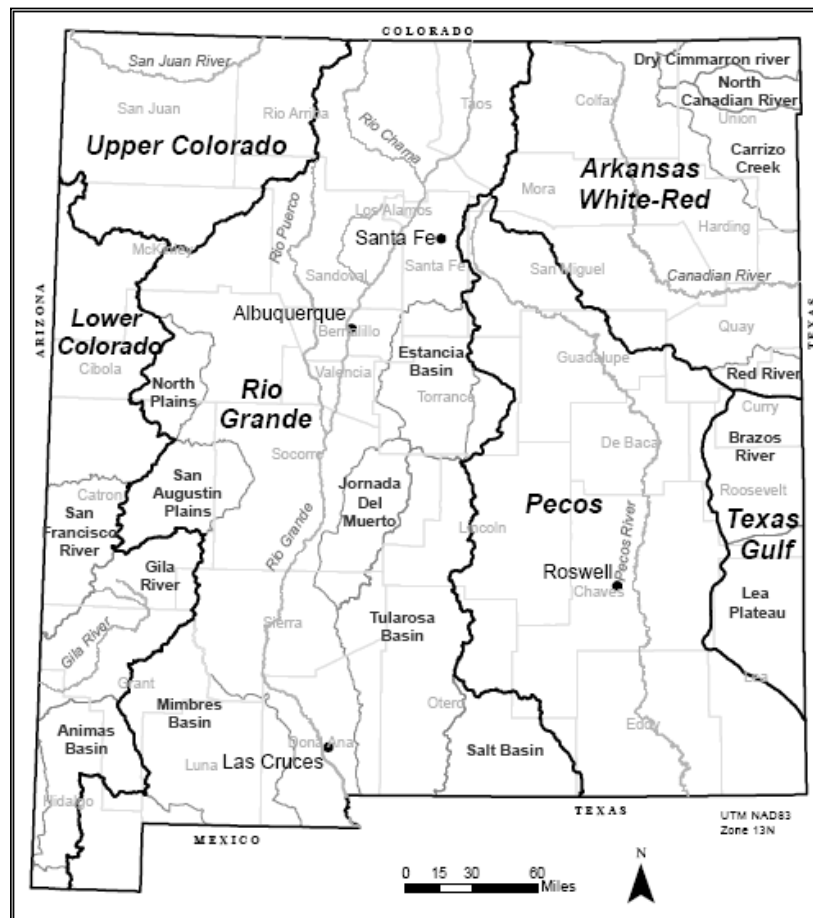 COLORADO
San Juan River
Dry Cimmarron river
North
Canadian River
San Juan
Rio Arriba
Taos
Colfax
Union
Rio Chama
Upper Colorado
Carrizo
Creek
Arkansas
White-Red
Mora
Los Alamos
Harding
Rio Puerco
Santa Fe
McKinley
Sandoval
Santa Fe
San Miguel
Canadian River
ARIZONA
TEXAS
Albuquerque
Lower
Colorado
Bernalillo
Quay
Estancia
Basin
Guadalupe
Cibola
Valencia
Red River
North
Plains
Rio
Grande
Torrance
Curry
Brazos
River
De Baca
Socorro
San
Augustin
Plains
Jornada
Del
Muerto
Catron
San
Francisco
River
Roosevelt
Pecos
Texas
Gulf
Lincoln
Rio Grande
Pecos River
Gila
River
Roswell
Chaves
Lea
Plateau
Sierra
Tularosa
Basin
Gila River
Grant
Lea
Mimbres
Basin
Otero
Eddy
Animas
Basin
Dona Ana
Salt Basin
Luna
Las Cruces
Hidalgo
TEXAS
UTM NAD83
Zone 13N
MEXICO
N
0 15 30 60
Miles